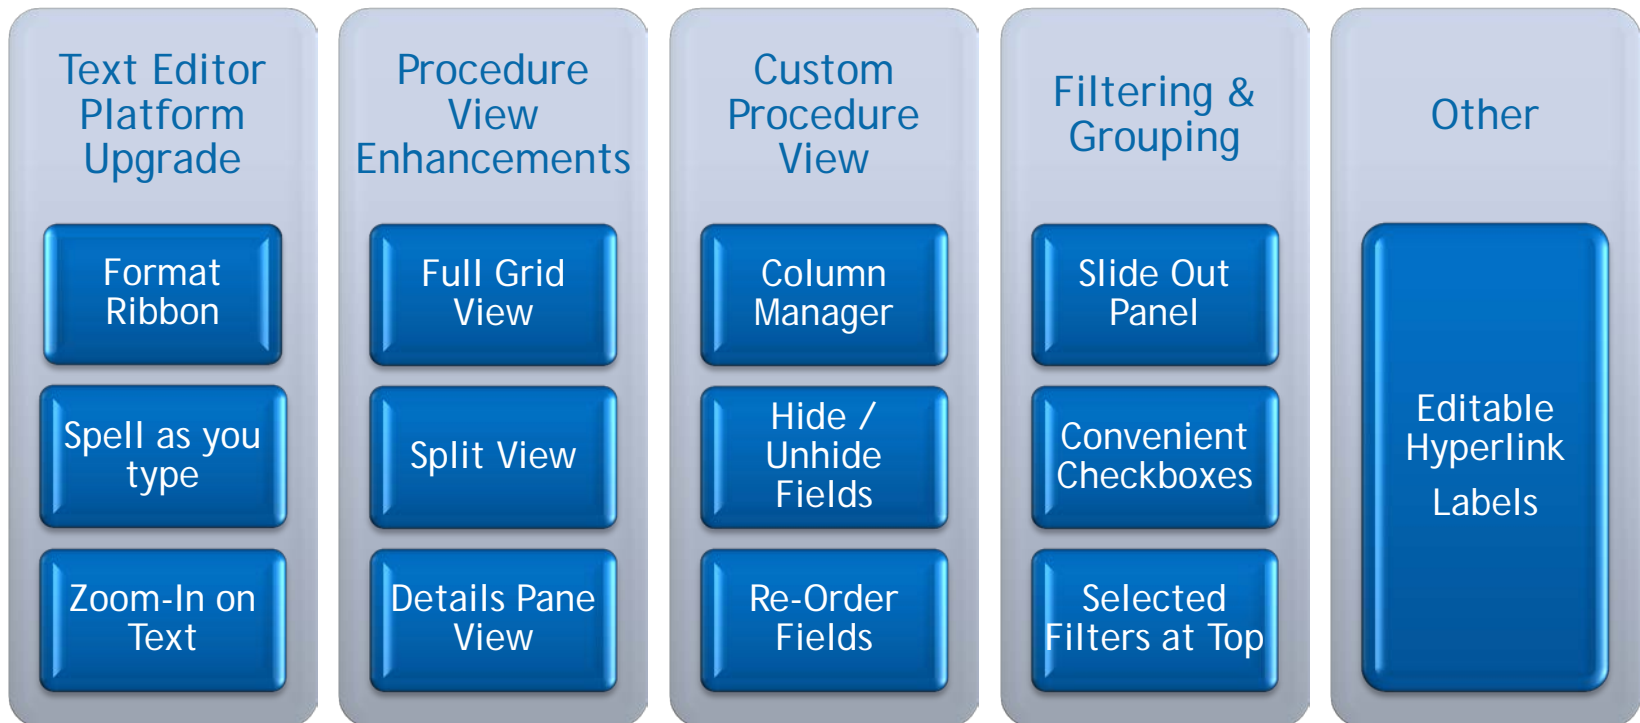 Text Editor
Platform
Upgrade
Format
Ribbon
Spell as you
type
Zoom-In on
Text
Procedure
View
Enhancements
Full Grid
View
Split View
Details Pane
View
Custom
Procedure
View
Column
Manager
Hide /
Unhide
Fields
Re-Order
Fields
Filtering &
Grouping
Slide Out
Panel
Convenient
Checkboxes
Selected
Filters at Top
Other
Editable
Hyperlink
Labels